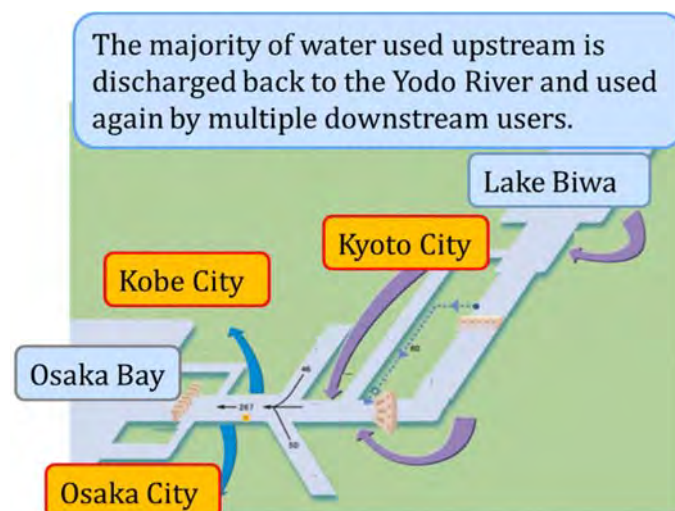 The majority of water used upstream is
discharged back to the Yodo River and used
again by multiple downstream users.
Lake Biwa
Kyoto City
Kobe City
Osaka Bay
Osaka City
267